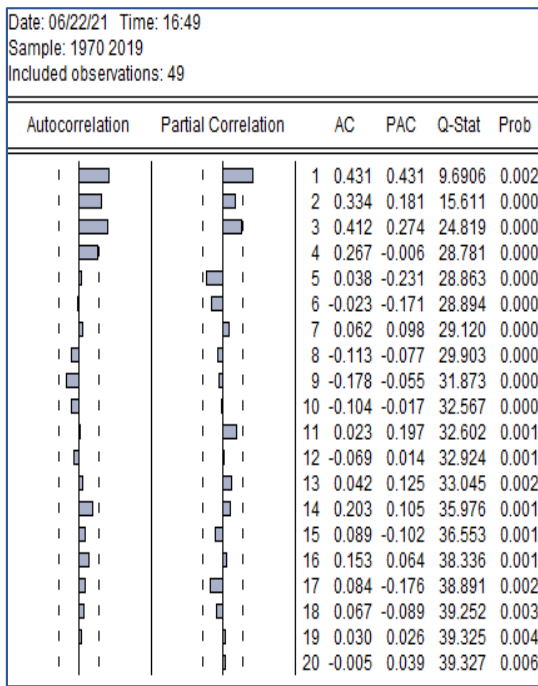 Date: 06/22/21 Time: 16:49
Sample: 1970 2019
Included observations: 49
Autocorrelation Partial Correlation AC PAC Q-Stat Prob
1 0.431 0.431 9.6906 0.002
2 0.334 0.181 15.611 0.000
3 0.412 0.274 24.819 0.000
4 0.267 -0.006 28.781 0.000
5 0.038 -0.231 28.863 0.000
6 -0.023 -0.171 28.894 0.000
7 0.062 0.098 29.120 0.000
8 -0.113 -0.077 29.903 0.000
9 -0.178 -0.055 31.873 0.000
10 -0.104 -0.017 32.567 0.000
11 0.023 0.197 32.602 0.001
12 -0.069 0.014 32.924 0.001
13 0.042 0.125 33.045 0.002
14 0.203 0.105 35.976 0.001
15 0.089 -0.102 36.553 0.001
16 0.153 0.064 38.336 0.001
17 0.084 -0.176 38.891 0.002
18 0.067 -0.089 39.252 0.003
19 0.030 0.026 39.325 0.004
20 -0.005 0.039 39.327 0.006